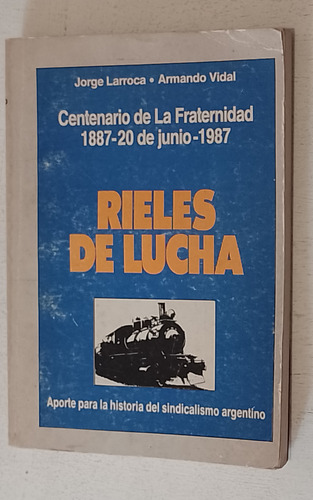 Jorge Larroca • Armando Vidal
Centenario de La Fraternidad
1887-20 de junio-1987
RIELES
DE LUCHA
Aporte para la historia del sindicalismo argentino